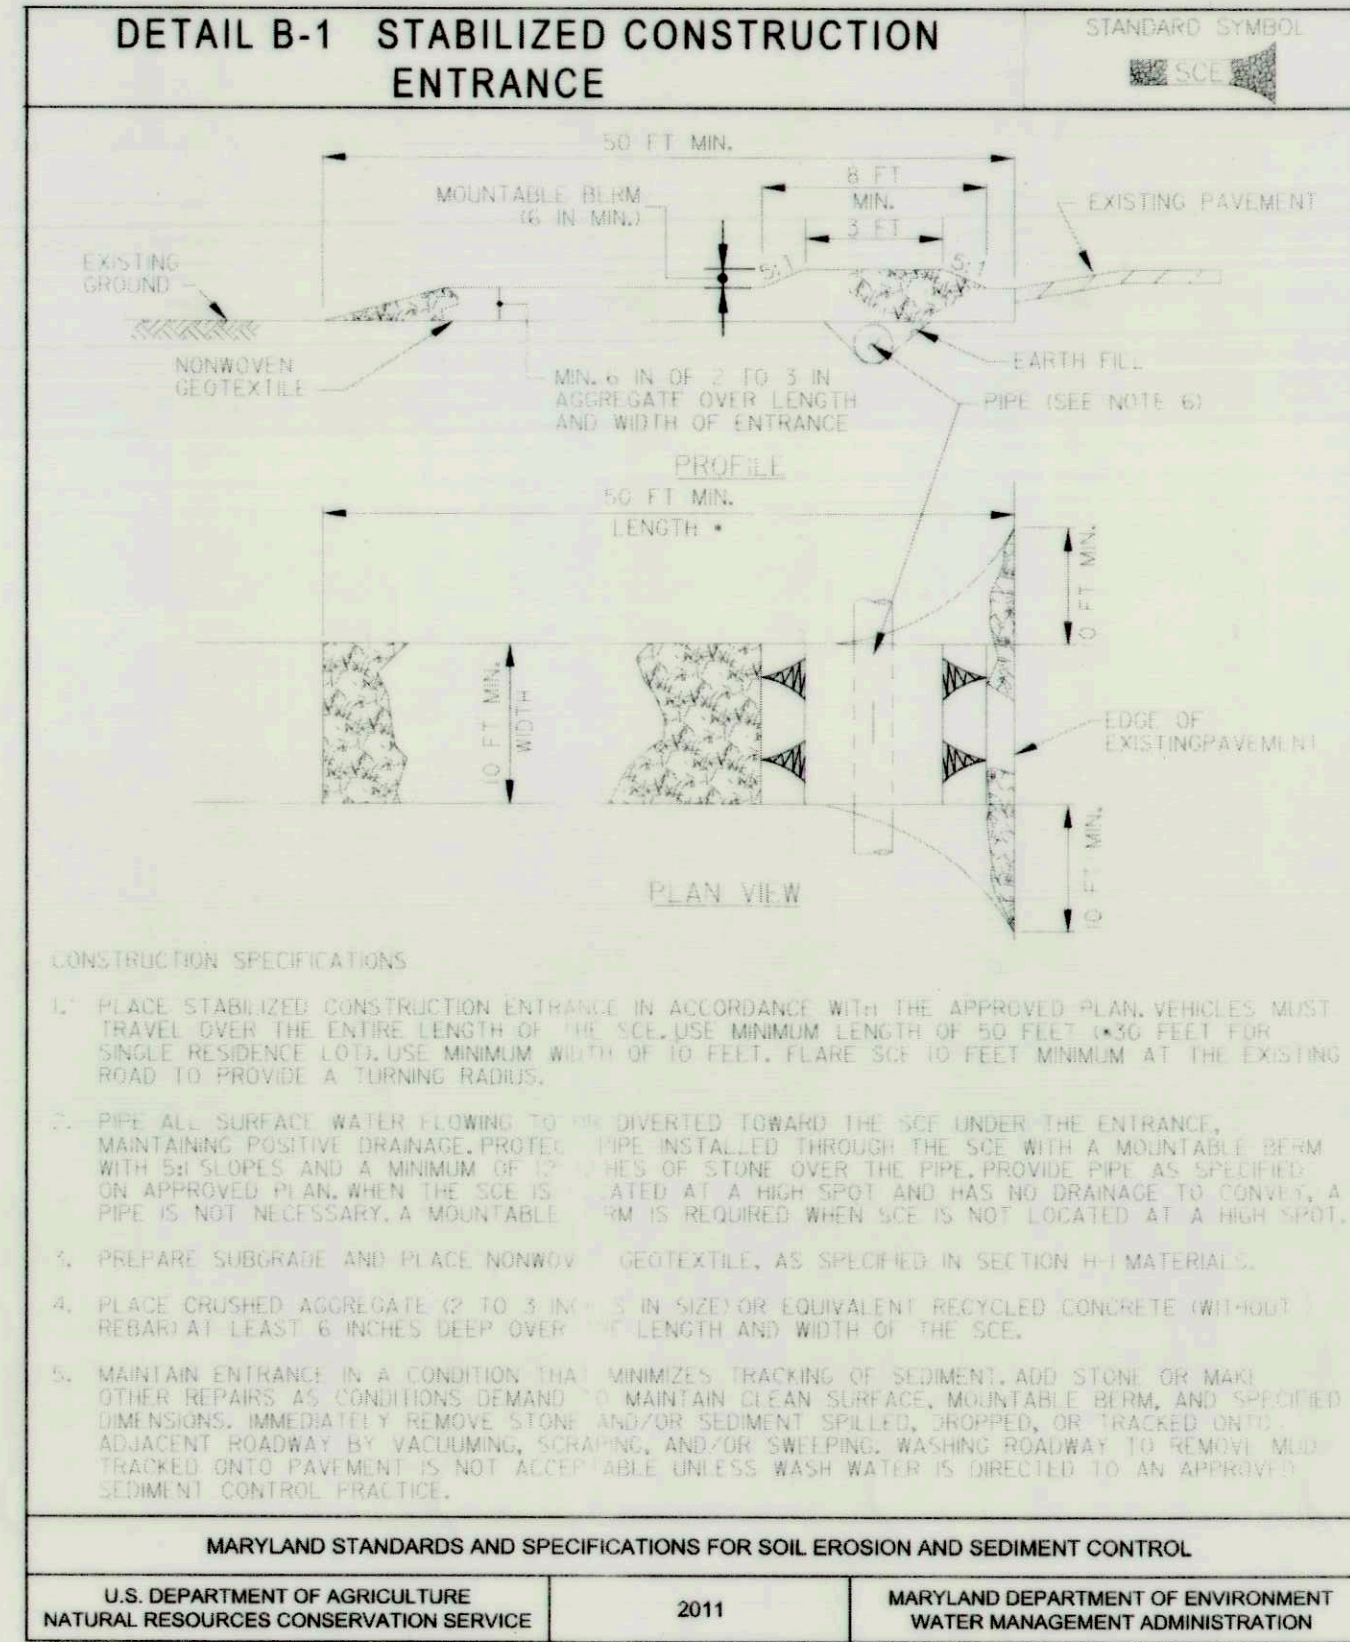 DETAIL B-1 STABILIZED CONSTRUCTION
ENTRANCE
STANDARD SYMBOL
SCE
50 FT MIN.
8 FT
MIN.
3 FT
MOUNTABLE BERM
(6 IN MIN.)
EXISTING PAVEMENT
EXISTING
GROUND
5:1
5:1
NONWOVEN
GEOTEXTILE
MIN. 6 IN OF 2 TO 3 IN
AGGREGATE OVER LENGTH
AND WIDTH OF ENTRANCE
EARTH FILL
PIPE (SEE NOTE 6)
PROFILE
50 FT MIN.
LENGTH *
10 FT MIN.
10 FT MIN.
WIDTH
EDGE OF
EXISTINGPAVEMENT
10 FT MIN.
PLAN VIEW
CONSTRUCTION SPECIFICATIONS
1. PLACE STABILIZED CONSTRUCTION ENTRANCE IN ACCORDANCE WITH THE APPROVED PLAN. VEHICLES MUST
TRAVEL OVER THE ENTIRE LENGTH OF THE SCE. USE MINIMUM LENGTH OF 50 FEET (*30 FEET FOR
SINGLE RESIDENCE LOT). USE MINIMUM WIDTH OF 10 FEET. FLARE SCE 10 FEET MINIMUM AT THE EXISTING
ROAD TO PROVIDE A TURNING RADIUS.
2. PIPE ALL SURFACE WATER FLOWING TO OR DIVERTED TOWARD THE SCE UNDER THE ENTRANCE,
MAINTAINING POSITIVE DRAINAGE. PROTEC PIPE INSTALLED THROUGH THE SCE WITH A MOUNTABLE BERM
WITH 5:1 SLOPES AND A MINIMUM OF 12 HES OF STONE OVER THE PIPE. PROVIDE PIPE AS SPECIFIED
ON APPROVED PLAN. WHEN THE SCE IS ATED AT A HIGH SPOT AND HAS NO DRAINAGE TO CONVEY, A
PIPE IS NOT NECESSARY. A MOUNTABLE RM IS REQUIRED WHEN SCE IS NOT LOCATED AT A HIGH SPOT.
3. PREPARE SUBGRADE AND PLACE NONWOV GEOTEXTILE, AS SPECIFIED IN SECTION H-1 MATERIALS.
4. PLACE CRUSHED AGGREGATE (2 TO 3 INCHES IN SIZE) OR EQUIVALENT RECYCLED CONCRETE (WITHOUT
REBAR) AT LEAST 6 INCHES DEEP OVER THE LENGTH AND WIDTH OF THE SCE.
5. MAINTAIN ENTRANCE IN A CONDITION THAT MINIMIZES TRACKING OF SEDIMENT. ADD STONE OR MAKE
OTHER REPAIRS AS CONDITIONS DEMAND TO MAINTAIN CLEAN SURFACE, MOUNTABLE BERM, AND SPECIFIED
DIMENSIONS. IMMEDIATELY REMOVE STONE AND/OR SEDIMENT SPILLED, DROPPED, OR TRACKED ONTO
ADJACENT ROADWAY BY VACUUMING, SCRAPING, AND/OR SWEEPING. WASHING ROADWAY TO REMOVE MUD
TRACKED ONTO PAVEMENT IS NOT ACCEPTABLE UNLESS WASH WATER IS DIRECTED TO AN APPROVED
SEDIMENT CONTROL PRACTICE.
MARYLAND STANDARDS AND SPECIFICATIONS FOR SOIL EROSION AND SEDIMENT CONTROL
U.S. DEPARTMENT OF AGRICULTURE
NATURAL RESOURCES CONSERVATION SERVICE
2011
MARYLAND DEPARTMENT OF ENVIRONMENT
WATER MANAGEMENT ADMINISTRATION